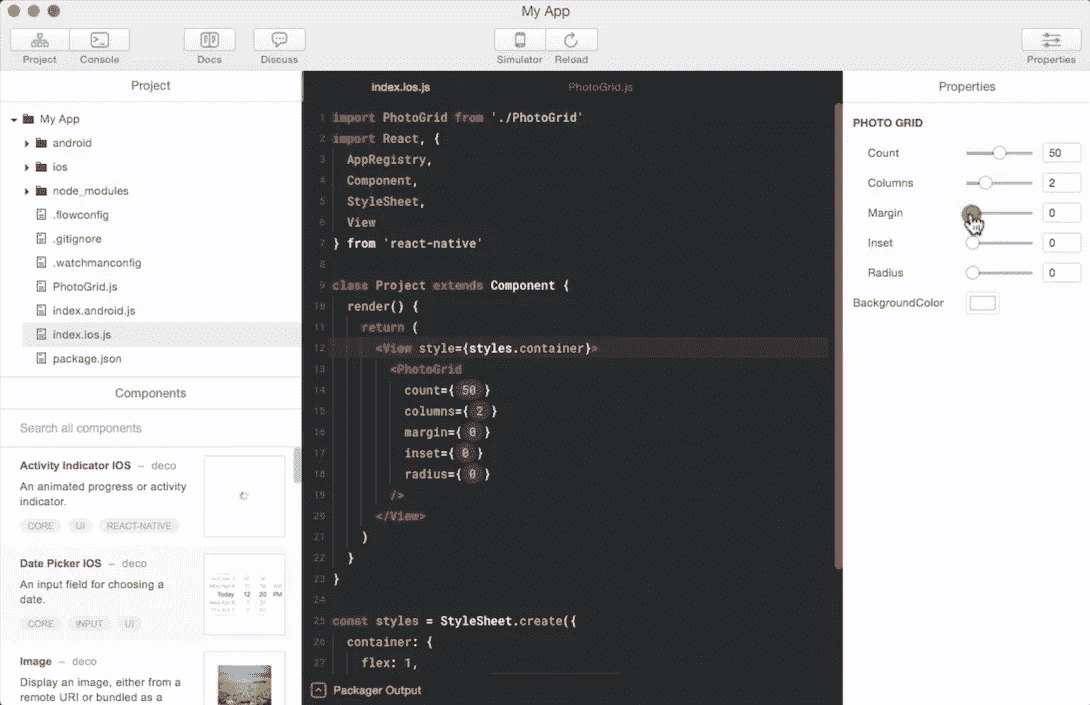 My App
Project
Console
Docs
Discuss
Simulator
Reload
Properties
Project
My App
android
ios
node_modules
.flowconfig
.gitignore
.watchmanconfig
PhotoGrid.js
index.android.js
index.ios.js
package.json
Components
Search all components
Activity Indicator IOS – deco
An animated progress or activity
indicator.
CORE UI REACT-NATIVE
Date Picker IOS – deco
An input field for choosing a
date.
Today 12 20 PM
CORE INPUT UI
Image – deco
Display an image, either from a
remote URI or bundled as a
index.ios.js PhotoGrid.js
1 import PhotoGrid from './PhotoGrid'
2 import React, {
3 AppRegistry,
4 Component,
5 StyleSheet,
6 View
7 } from 'react-native'
8
9 class Project extends Component {
10 render() {
11 return (
12 <View style={styles.container}>
13 <PhotoGrid
14 count={ 50 }
15 columns={ 2 }
16 margin={ 0 }
17 inset={ 0 }
18 radius={ 0 }
19 />
20 </View>
21 )
22 }
23 }
24
25 const styles = StyleSheet.create({
26 container: {
27 flex: 1,
Packager Output
Properties
PHOTO GRID
Count 50
Columns 2
Margin 0
Inset 0
Radius 0
BackgroundColor